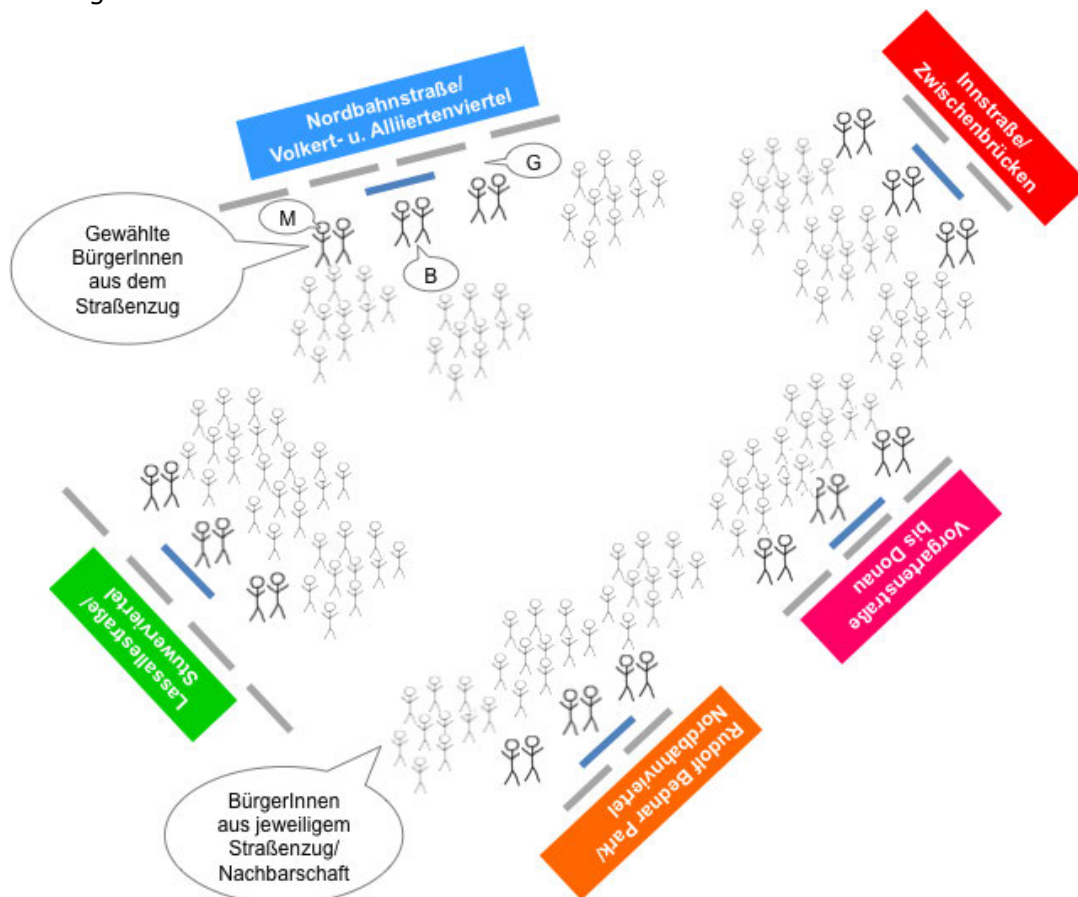 Nordbahnstraße/
Volkert- u. Alliiertenviertel
Innstraße/
Zwischenbrücken
G
M
Gewählte
BürgerInnen
aus dem
Straßenzug
B
Vorgartenstraße
bis Donau
Lassallestraße/
Stuwerviertel
Rudolf Bednar Park/
Nordbahnviertel
BürgerInnen
aus jeweiligem
Straßenzug/
Nachbarschaft